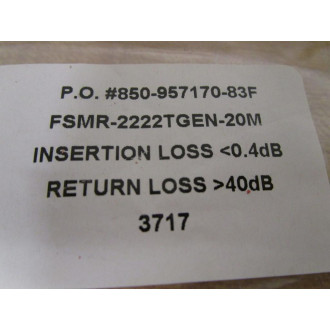 P.O. #850-957170-83F
FSMR-2222TGEN-20M
INSERTION LOSS <0.4dB
RETURN LOSS >40dB
3717